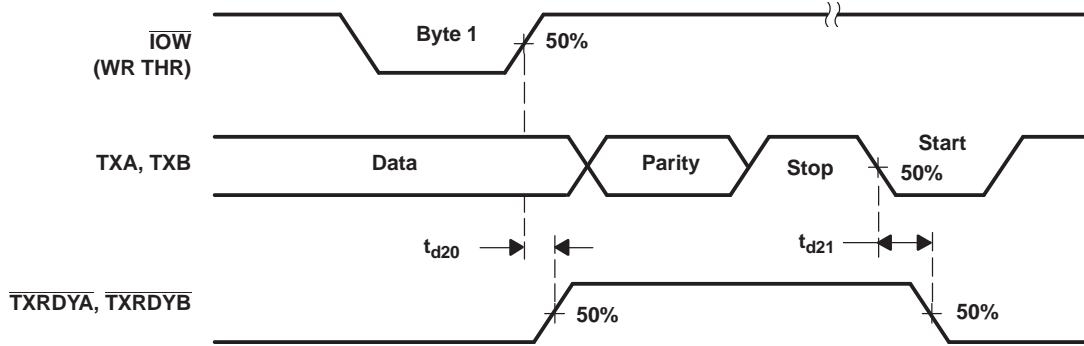 Byte 1
IOW
(WR THR)
50%
TXA, TXB
Data
Parity
Stop
Start
50%
td20
td21
TXRDYA, TXRDYB
50%
50%